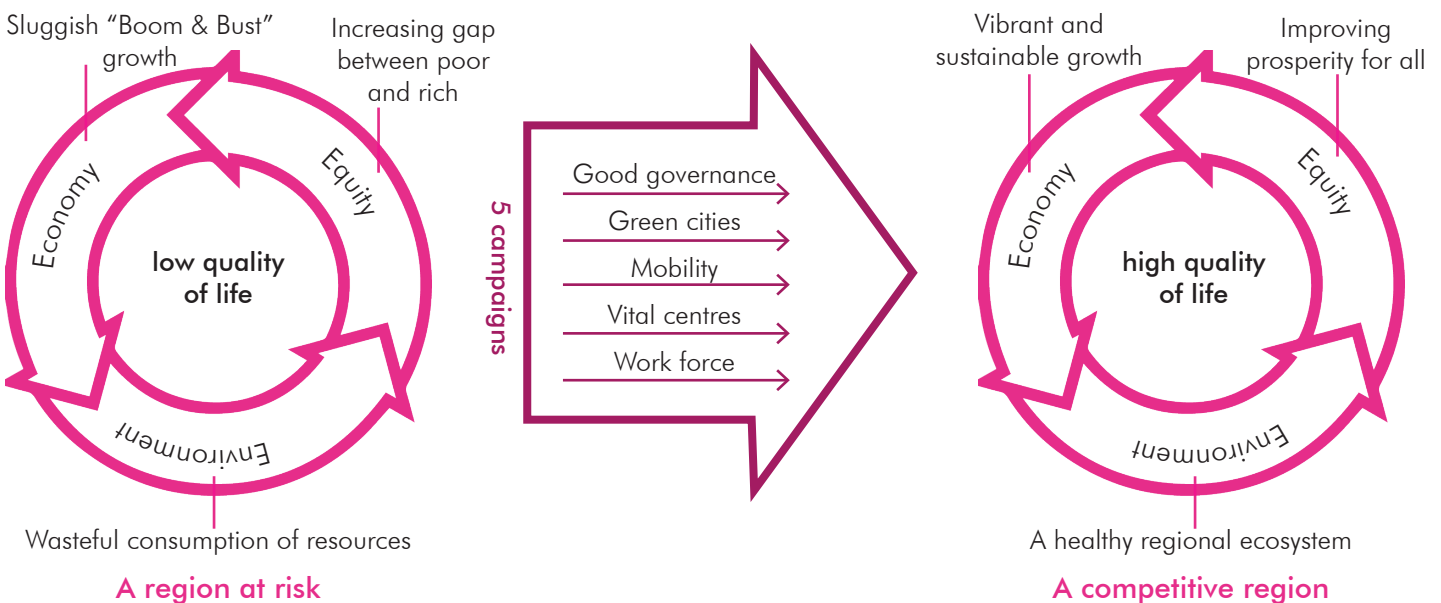 Sluggish “Boom & Bust”
growth
Increasing gap
between poor
and rich
Economy
Equity
low quality
of life
Environment
Wasteful consumption of resources
A region at risk
5 campaigns
Good governance
Green cities
Mobility
Vital centres
Work force
Vibrant and
sustainable growth
Improving
prosperity for all
Economy
Equity
high quality
of life
Environment
A healthy regional ecosystem
A competitive region